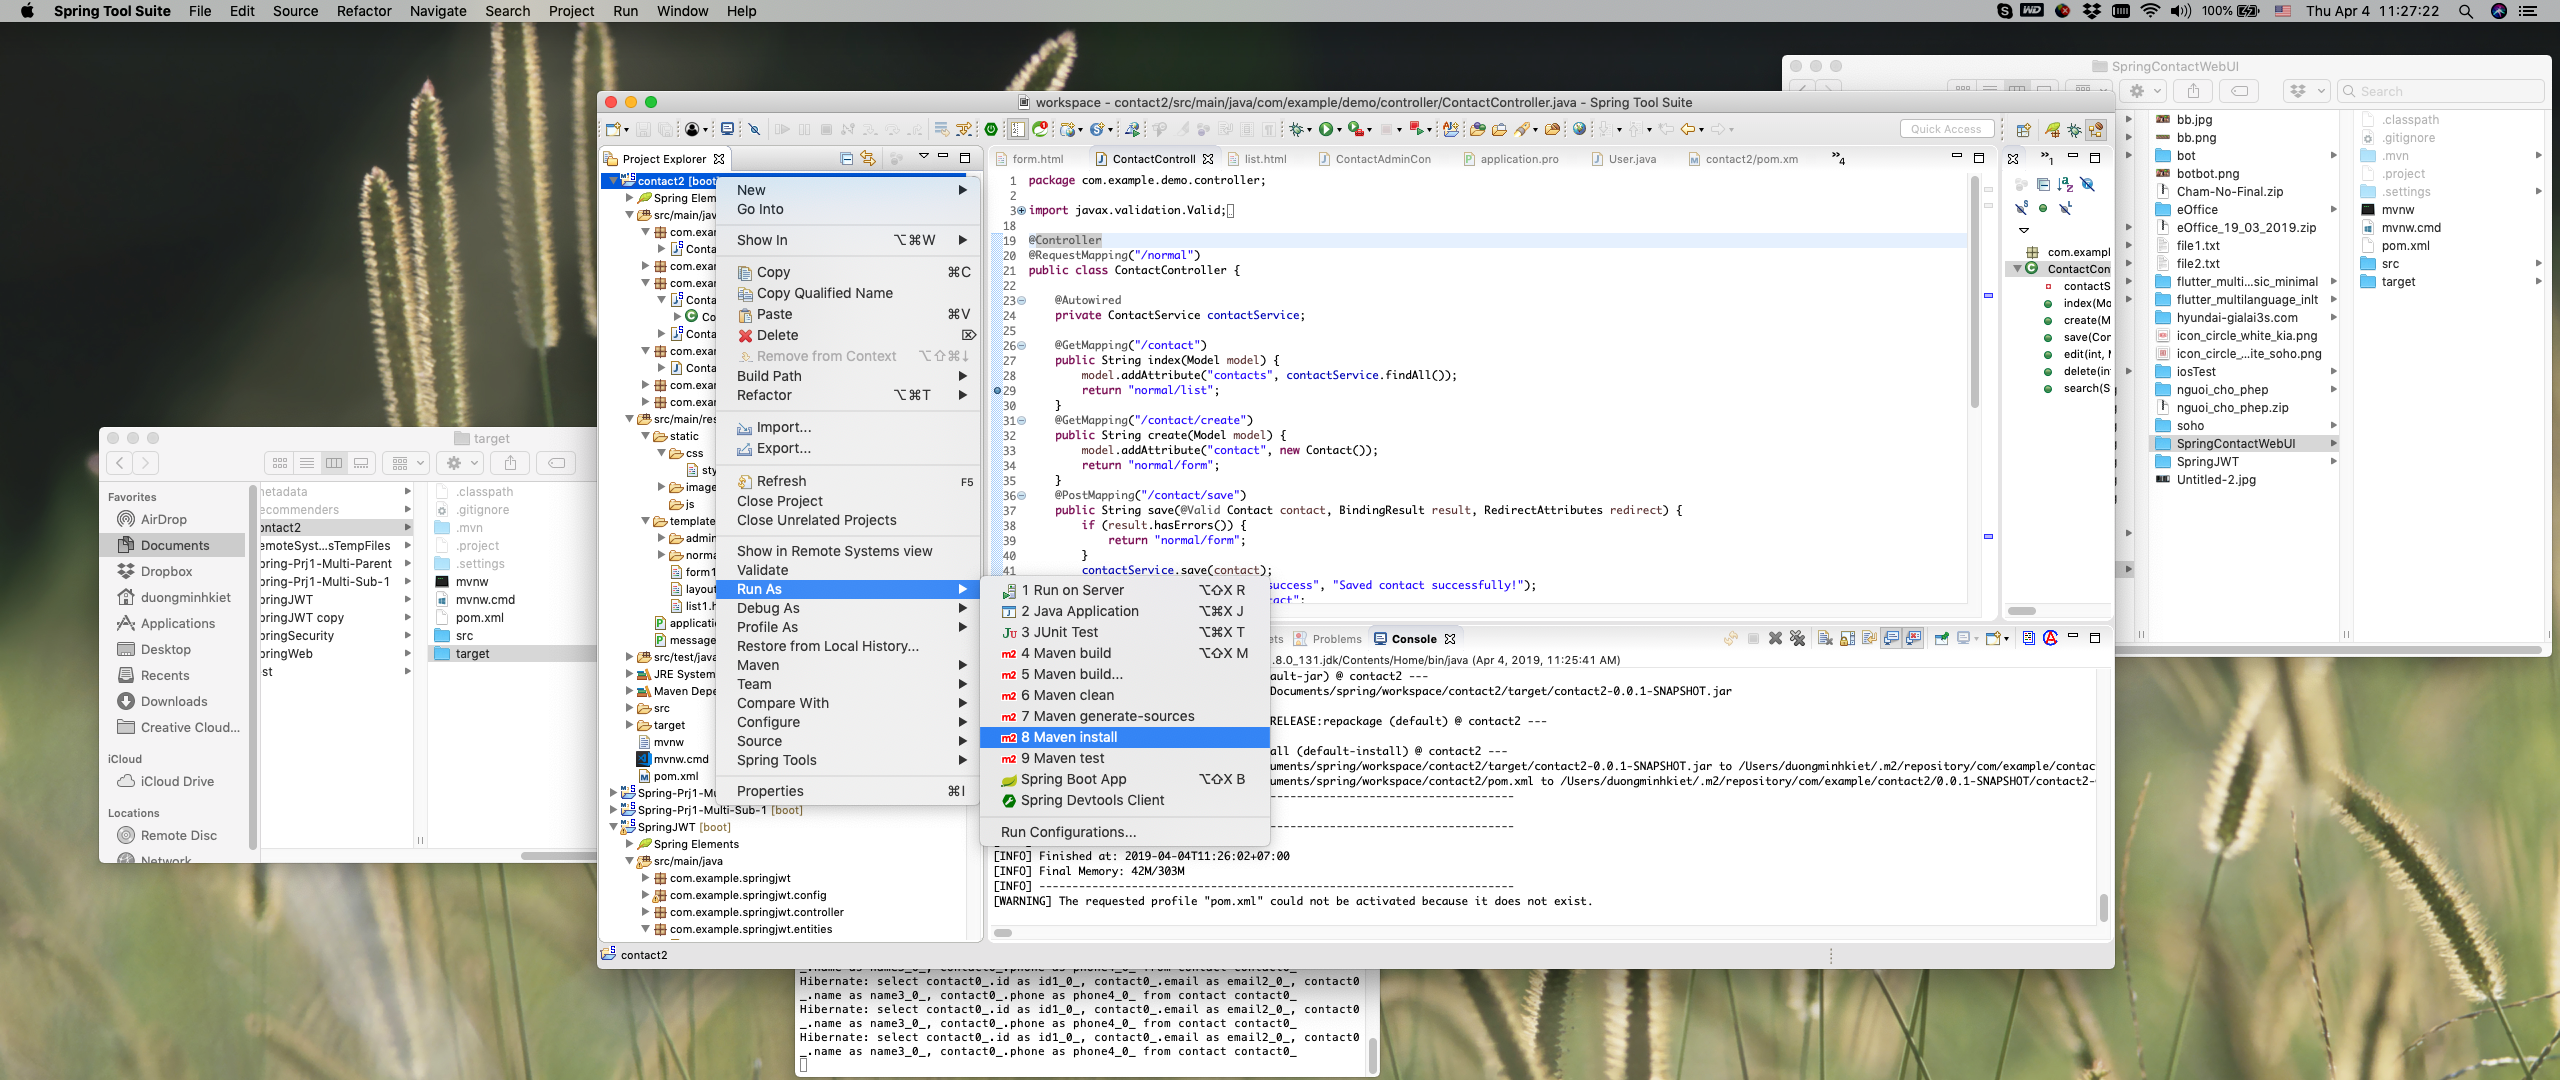 Spring Tool Suite File Edit Source Refactor Navigate Search Project Run Window Help
100% Thu Apr 4 11:27:22
SpringContactWebUI
Search
bb.jpg
bb.png
bot
botbot.png
Cham-No-Final.zip
eOffice
eOffice_19_03_2019.zip
file1.txt
file2.txt
flutter_multi...sic_minimal
flutter_multilanguage_inlt
hyundai-gialai3s.com
icon_circle_white_kia.png
icon_circle_...ite_soho.png
iosTest
nguoi_cho_phep
nguoi_cho_phep.zip
soho
SpringContactWebUI
SpringJWT
Untitled-2.jpg
.classpath
.gitignore
.mvn
.project
.settings
mvnw
mvnw.cmd
pom.xml
src
target
workspace - contact2/src/main/java/com/example/demo/controller/ContactController.java - Spring Tool Suite
Quick Access
Project Explorer
contact2 [boot
Spring Elem
src/main/jav
com.exar
Conta
com.exar
com.exar
Conta
Co
Conta
com.exar
Conta
com.exar
com.exar
src/main/res
static
css
sty
image
js
template
admin
norma
form1
layou
list1.h
applicatio
message
src/test/java
JRE System
Maven Depe
src
target
mvnw
mvnw.cmd
pom.xml
Spring-Prj1-Mu
Spring-Prj1-Multi-Sub-1 [boot]
SpringJWT [boot]
Spring Elements
src/main/java
com.example.springjwt
com.example.springjwt.config
com.example.springjwt.controller
com.example.springjwt.entities
contact2
New
Go Into
Show In ⌥⌘W
Copy ⌘C
Copy Qualified Name
Paste ⌘V
Delete ⌦
Remove from Context ⌥⇧⌘↓
Build Path
Refactor ⌥⌘T
Import...
Export...
Refresh F5
Close Project
Close Unrelated Projects
Show in Remote Systems view
Validate
Run As
Debug As
Profile As
Restore from Local History...
Maven
Team
Compare With
Configure
Source
Spring Tools
Properties ⌘I
1 Run on Server ⌥⇧X R
2 Java Application ⌥⌘X J
3 JUnit Test ⌥⌘X T
4 Maven build ⌥⇧X M
5 Maven build...
6 Maven clean
7 Maven generate-sources
8 Maven install
9 Maven test
Spring Boot App ⌥⇧X B
Spring Devtools Client
Run Configurations...
form.html ContactControll list.html ContactAdminCon application.pro User.java contact2/pom.xm »4
1 package com.example.demo.controller;
2
3 import javax.validation.Valid;
18
19 @Controller
20 @RequestMapping("/normal")
21 public class ContactController {
22
23 @Autowired
24 private ContactService contactService;
25
26 @GetMapping("/contact")
27 public String index(Model model) {
28 model.addAttribute("contacts", contactService.findAll());
29 return "normal/list";
30 }
31 @GetMapping("/contact/create")
32 public String create(Model model) {
33 model.addAttribute("contact", new Contact());
34 return "normal/form";
35 }
36 @PostMapping("/contact/save")
37 public String save(@Valid Contact contact, BindingResult result, RedirectAttributes redirect) {
38 if (result.hasErrors()) {
39 return "normal/form";
40 }
41 contactService.save(contact);
success", "Saved contact successfully!");
tact";
»1
com.exampl
ContactCon
contactS
index(Mo
create(M
save(Con
edit(int, M
delete(in
search(S
ets Problems Console
.8.0_131.jdk/Contents/Home/bin/java (Apr 4, 2019, 11:25:41 AM)
ault-jar) @ contact2 ---
Documents/spring/workspace/contact2/target/contact2-0.0.1-SNAPSHOT.jar
RELEASE:repackage (default) @ contact2 ---
all (default-install) @ contact2 ---
cuments/spring/workspace/contact2/target/contact2-0.0.1-SNAPSHOT.jar to /Users/duongminhkiet/.m2/repository/com/example/contac
cuments/spring/workspace/contact2/pom.xml to /Users/duongminhkiet/.m2/repository/com/example/contact2/0.0.1-SNAPSHOT/contact2-
[INFO] Finished at: 2019-04-04T11:26:02+07:00
[INFO] Final Memory: 42M/303M
[INFO] ------------------------------------------------------------------------
[WARNING] The requested profile "pom.xml" could not be activated because it does not exist.
target
Favorites
AirDrop
Documents
Dropbox
duongminhkiet
Applications
Desktop
Recents
Downloads
Creative Cloud...
iCloud
iCloud Drive
Locations
Remote Disc
Network
netadata
ecommenders
ontact2
emoteSyst...sTempFiles
pring-Prj1-Multi-Parent
pring-Prj1-Multi-Sub-1
pringJWT
pringJWT copy
pringSecurity
pringWeb
est
.classpath
.gitignore
.mvn
.project
.settings
mvnw
mvnw.cmd
pom.xml
src
target
_.name as name3_0_, contact0_.phone as phone4_0_ from contact contact0_
Hibernate: select contact0_.id as id1_0_, contact0_.email as email2_0_, contact0
_.name as name3_0_, contact0_.phone as phone4_0_ from contact contact0_
Hibernate: select contact0_.id as id1_0_, contact0_.email as email2_0_, contact0
_.name as name3_0_, contact0_.phone as phone4_0_ from contact contact0_
Hibernate: select contact0_.id as id1_0_, contact0_.email as email2_0_, contact0
_.name as name3_0_, contact0_.phone as phone4_0_ from contact contact0_